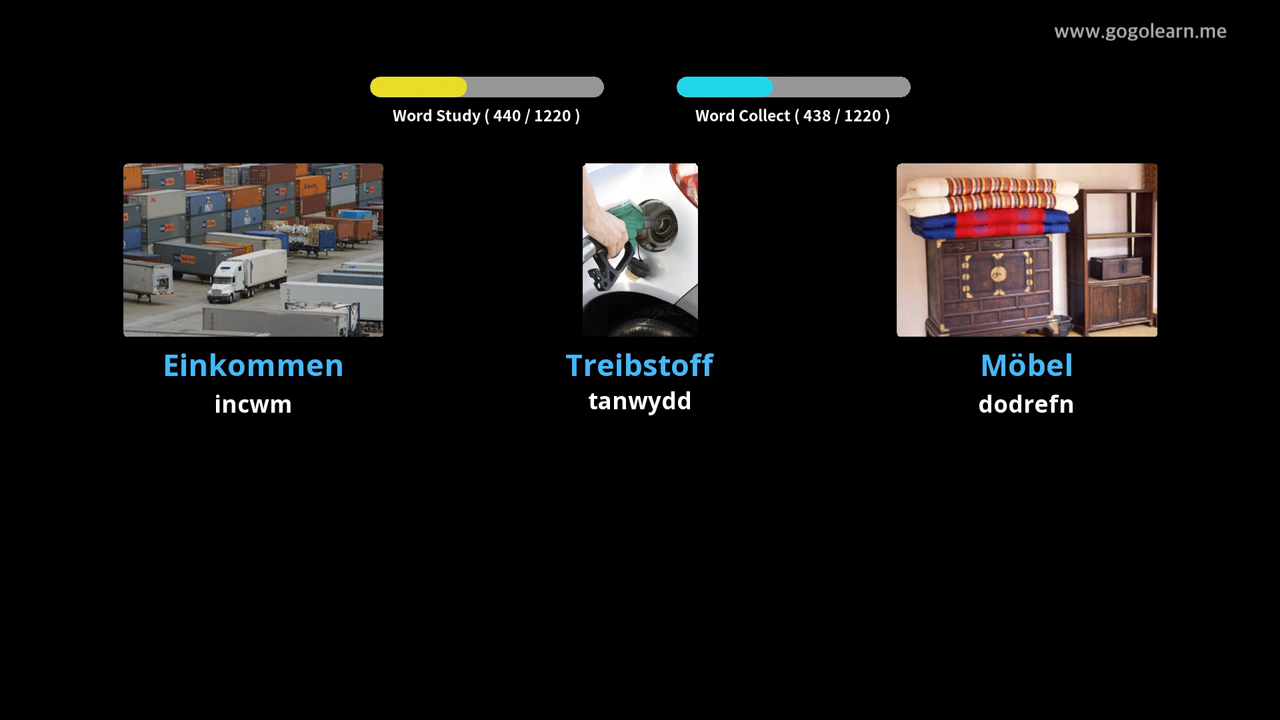 www.gogolearn.me
Word Study ( 440 / 1220 )
Word Collect ( 438 / 1220 )
Einkommen
incwm
Treibstoff
tanwydd
Möbel
dodrefn